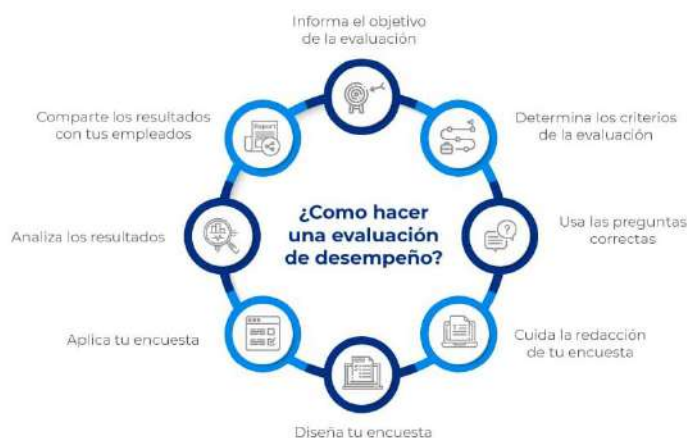 Informa el objetivo
de la evaluación
Determina los criterios
de la evaluación
Usa las preguntas
correctas
Cuida la redacción
de tu encuesta
Diseña tu encuesta
Aplica tu encuesta
Analiza los resultados
Comparte los resultados
con tus empleados
Report
¿Como hacer
una evaluación
de desempeño?